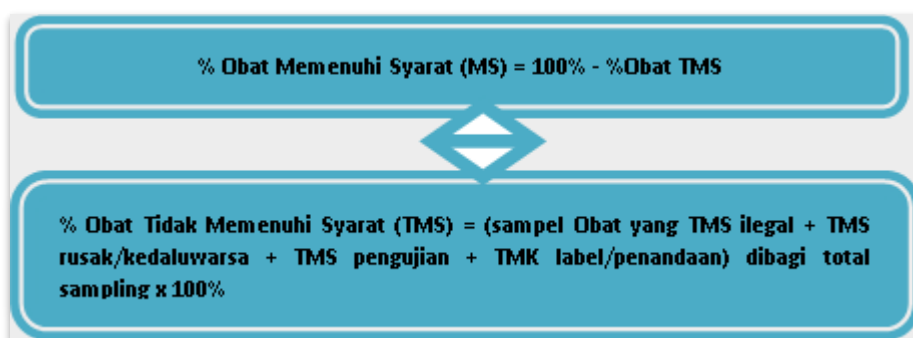 % Obat Memenuhi Syarat (MS) = 100% - %Obat TMS
% Obat Tidak Memenuhi Syarat (TMS) = (sampel Obat yang TMS ilegal + TMS
rusak/kedaluwarsa + TMS pengujian + TMK label/penandaan) dibagi total
sampling x 100%